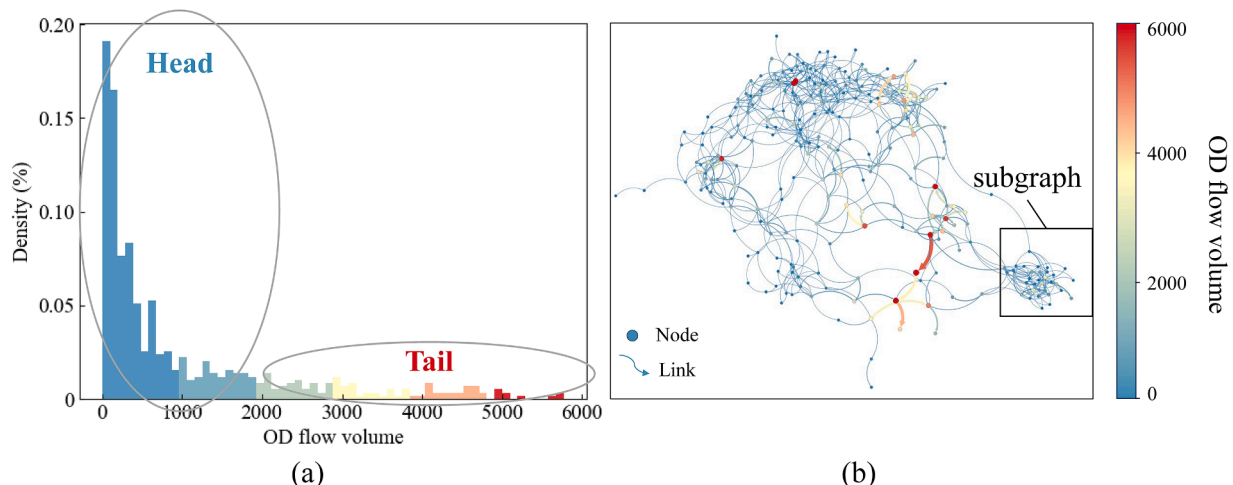 0.20
0.15
0.10
0.05
0
Density (%)
Head
Tail
0
1000
2000
3000
4000
5000
6000
OD flow volume
(a)
subgraph
Node
Link
(b)
6000
4000
2000
0
OD flow volume